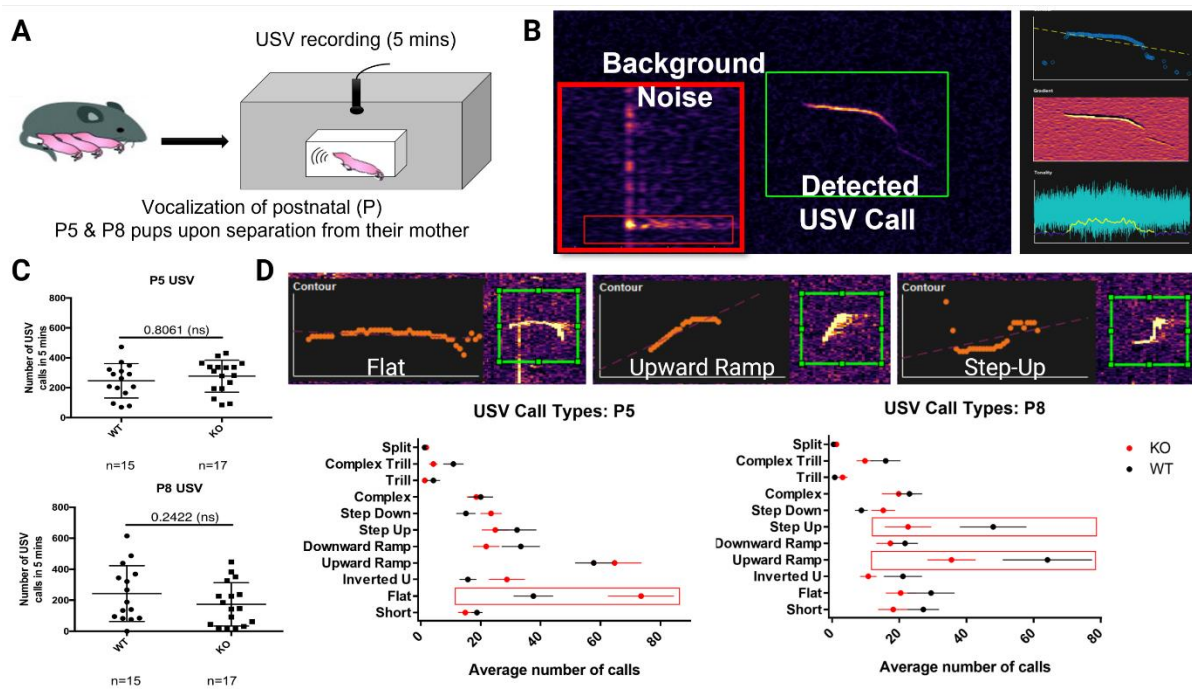 A
USV recording (5 mins)
Vocalization of postnatal (P)
P5 & P8 pups upon separation from their mother
B
Background
Noise
Detected
USV Call
Gradient
Tonality
C
P5 USV
Number of USV
calls in 5 mins
800
600
400
200
0
0.8061 (ns)
WT
KO
n=15
n=17
P8 USV
Number of USV
calls in 5 mins
800
600
400
200
0
0.2422 (ns)
WT
KO
n=15
n=17
D
Contour
Flat
Contour
Upward Ramp
Contour
Step-Up
USV Call Types: P5
Split
Complex Trill
Trill
Complex
Step Down
Step Up
Downward Ramp
Upward Ramp
Inverted U
Flat
Short
0 20 40 60 80
Average number of calls
USV Call Types: P8
KO
WT
Split
Complex Trill
Trill
Complex
Step Down
Step Up
Downward Ramp
Upward Ramp
Inverted U
Flat
Short
0 20 40 60 80
Average number of calls